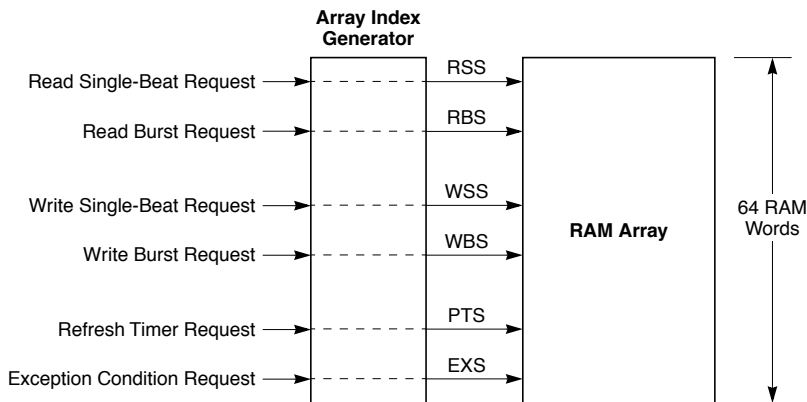 Array Index
Generator
Read Single-Beat Request
RSS
Read Burst Request
RBS
Write Single-Beat Request
WSS
Write Burst Request
WBS
Refresh Timer Request
PTS
Exception Condition Request
EXS
RAM Array
64 RAM
Words